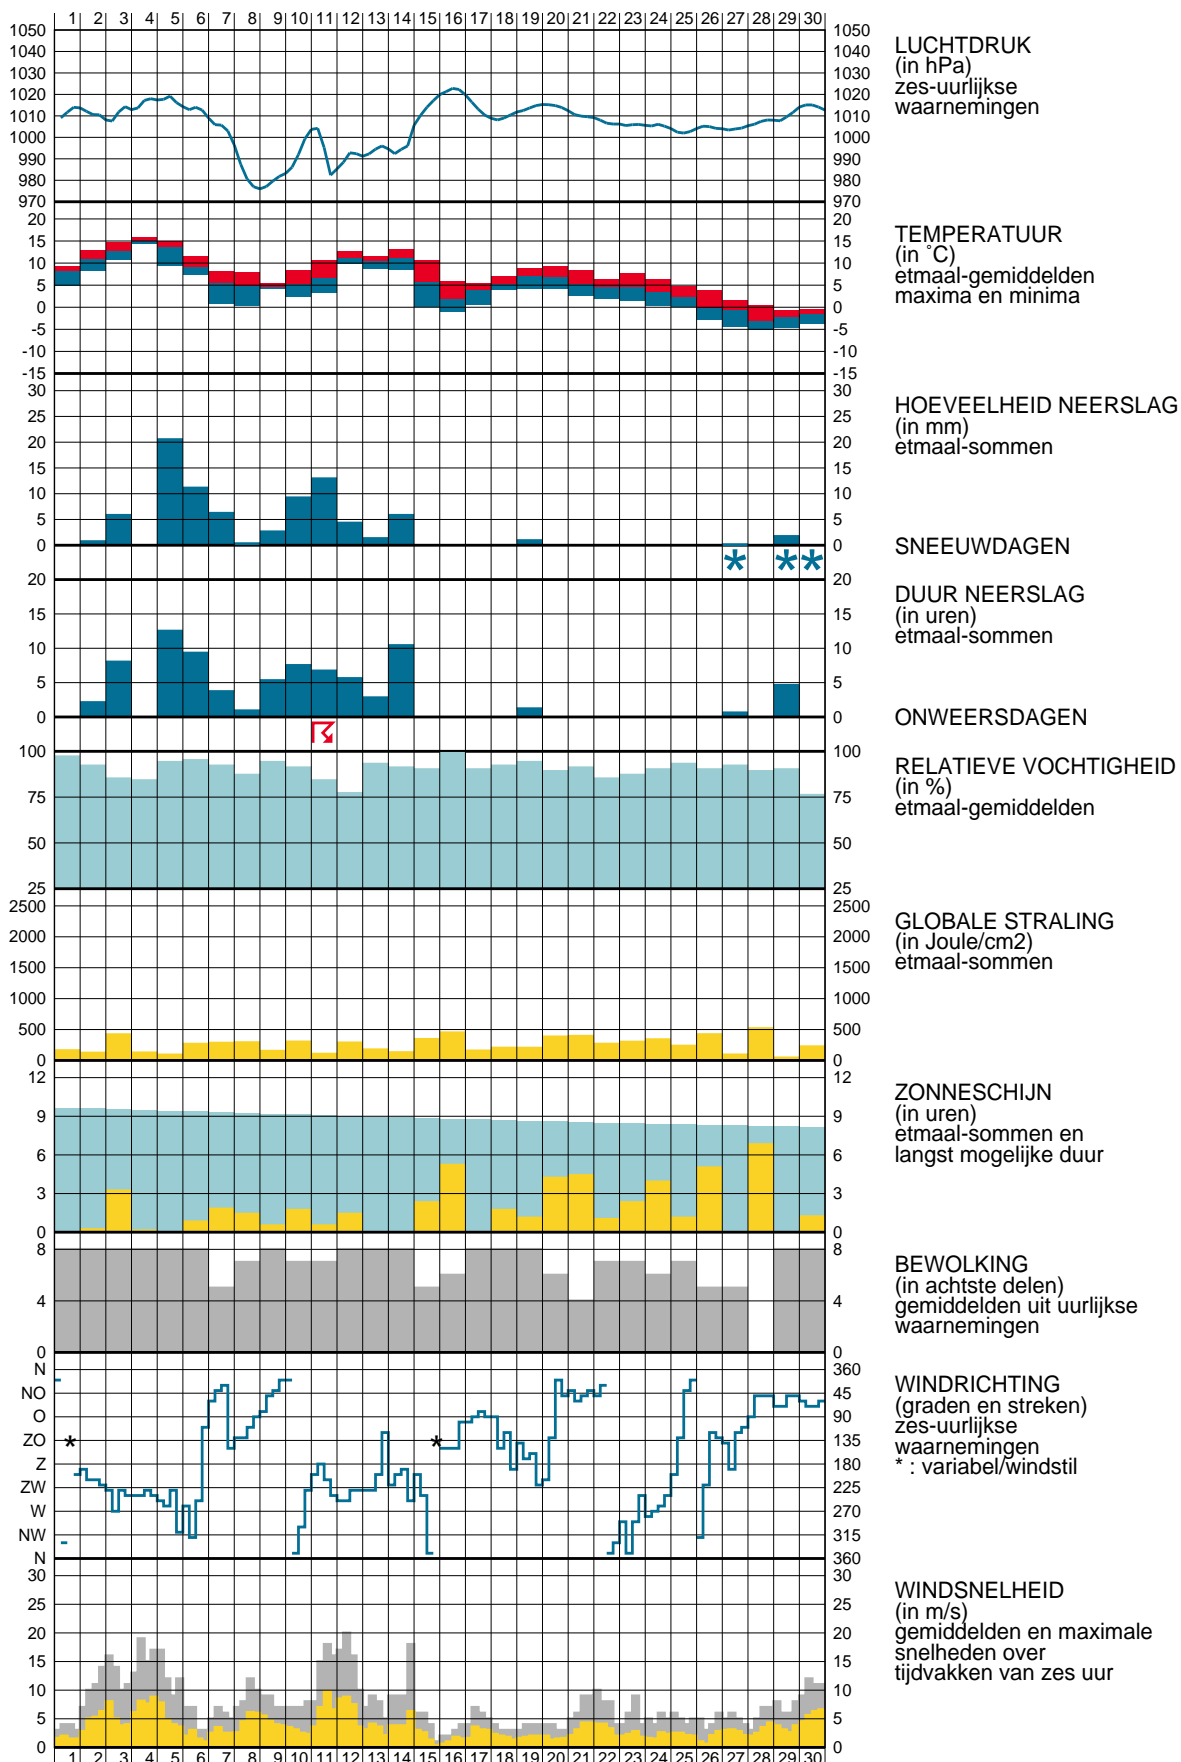 1 2 3 4 5 6 7 8 9 10 11 12 13 14 15 16 17 18 19 20 21 22 23 24 25 26 27 28 29 30
1050 1050
1040 1040
1030 1030
1020 1020
1010 1010
1000 1000
990 990
980 980
970 970
LUCHTDRUK
(in hPa)
zes-uurlijkse
waarnemingen
20 20
15 15
10 10
5 5
0 0
-5 -5
-10 -10
-15 -15
TEMPERATUUR
(in °C)
etmaal-gemiddelden
maxima en minima
30 30
25 25
20 20
15 15
10 10
5 5
0 0
HOEVEELHEID NEERSLAG
(in mm)
etmaal-sommen
* * *
SNEEUWDAGEN
20 20
15 15
10 10
5 5
0 0
DUUR NEERSLAG
(in uren)
etmaal-sommen
ONWEERSDAGEN
100 100
75 75
50 50
25 25
RELATIEVE VOCHTIGHEID
(in %)
etmaal-gemiddelden
2500 2500
2000 2000
1500 1500
1000 1000
500 500
0 0
GLOBALE STRALING
(in Joule/cm2)
etmaal-sommen
12 12
9 9
6 6
3 3
0 0
ZONNESCHIJN
(in uren)
etmaal-sommen en
langst mogelijke duur
8 8
4 4
0 0
BEWOLKING
(in achtste delen)
gemiddelden uit uurlijkse
waarnemingen
N 360
NO 45
O 90
ZO * * 135
Z 180
ZW 225
W 270
NW 315
N 360
WINDRICHTING
(graden en streken)
zes-uurlijkse
waarnemingen
* : variabel/windstil
30 30
25 25
20 20
15 15
10 10
5 5
0 0
WINDSNELHEID
(in m/s)
gemiddelden en maximale
snelheden over
tijdvakken van zes uur
1 2 3 4 5 6 7 8 9 10 11 12 13 14 15 16 17 18 19 20 21 22 23 24 25 26 27 28 29 30